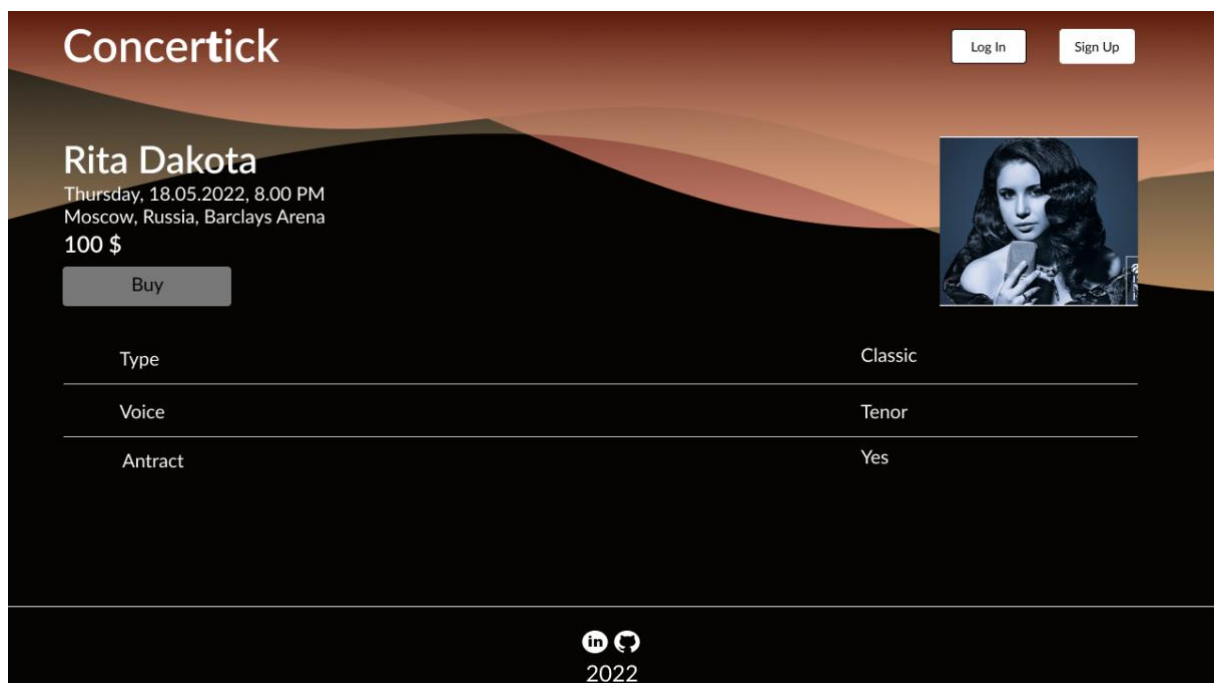 Concertick
Log In
Sign Up
Rita Dakota
Thursday, 18.05.2022, 8.00 PM
Moscow, Russia, Barclays Arena
100 $
Buy
Type
Classic
Voice
Tenor
Antract
Yes
in
2022